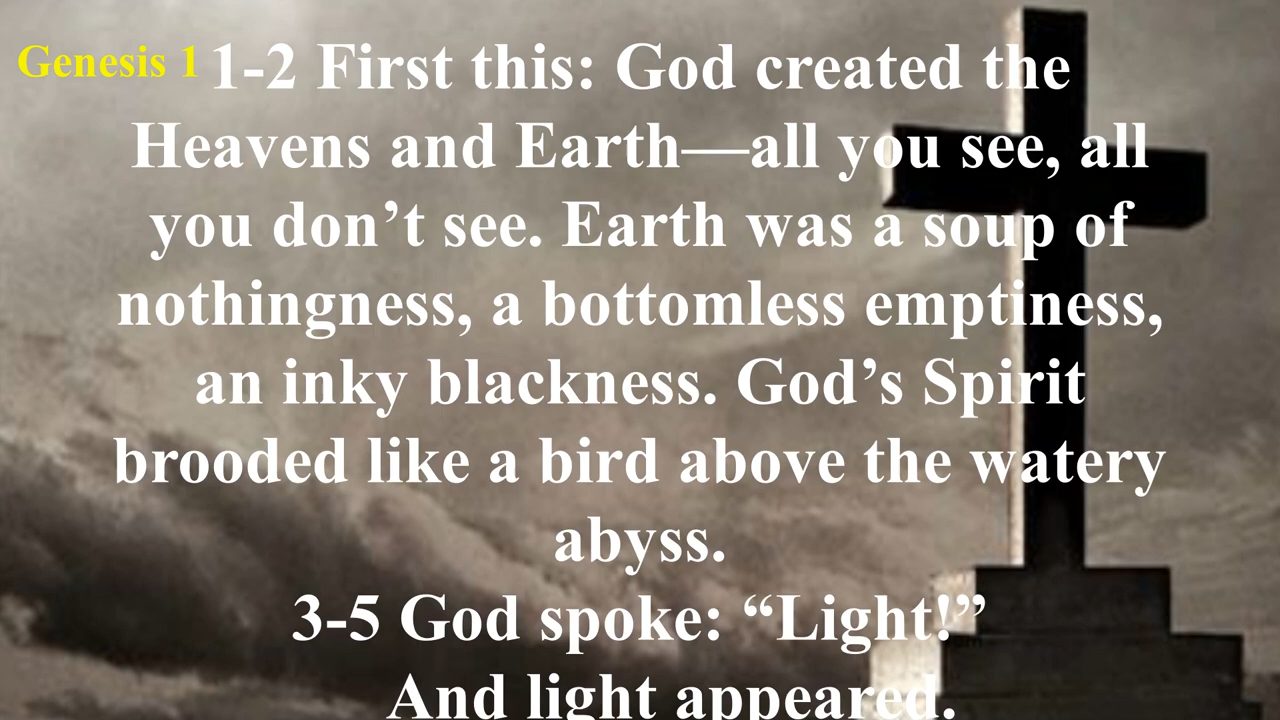 Genesis 1 1-2 First this: God created the
Heavens and Earth—all you see, all
you don’t see. Earth was a soup of
nothingness, a bottomless emptiness,
an inky blackness. God’s Spirit
brooded like a bird above the watery
abyss.
3-5 God spoke: “Light!”
And light appeared.